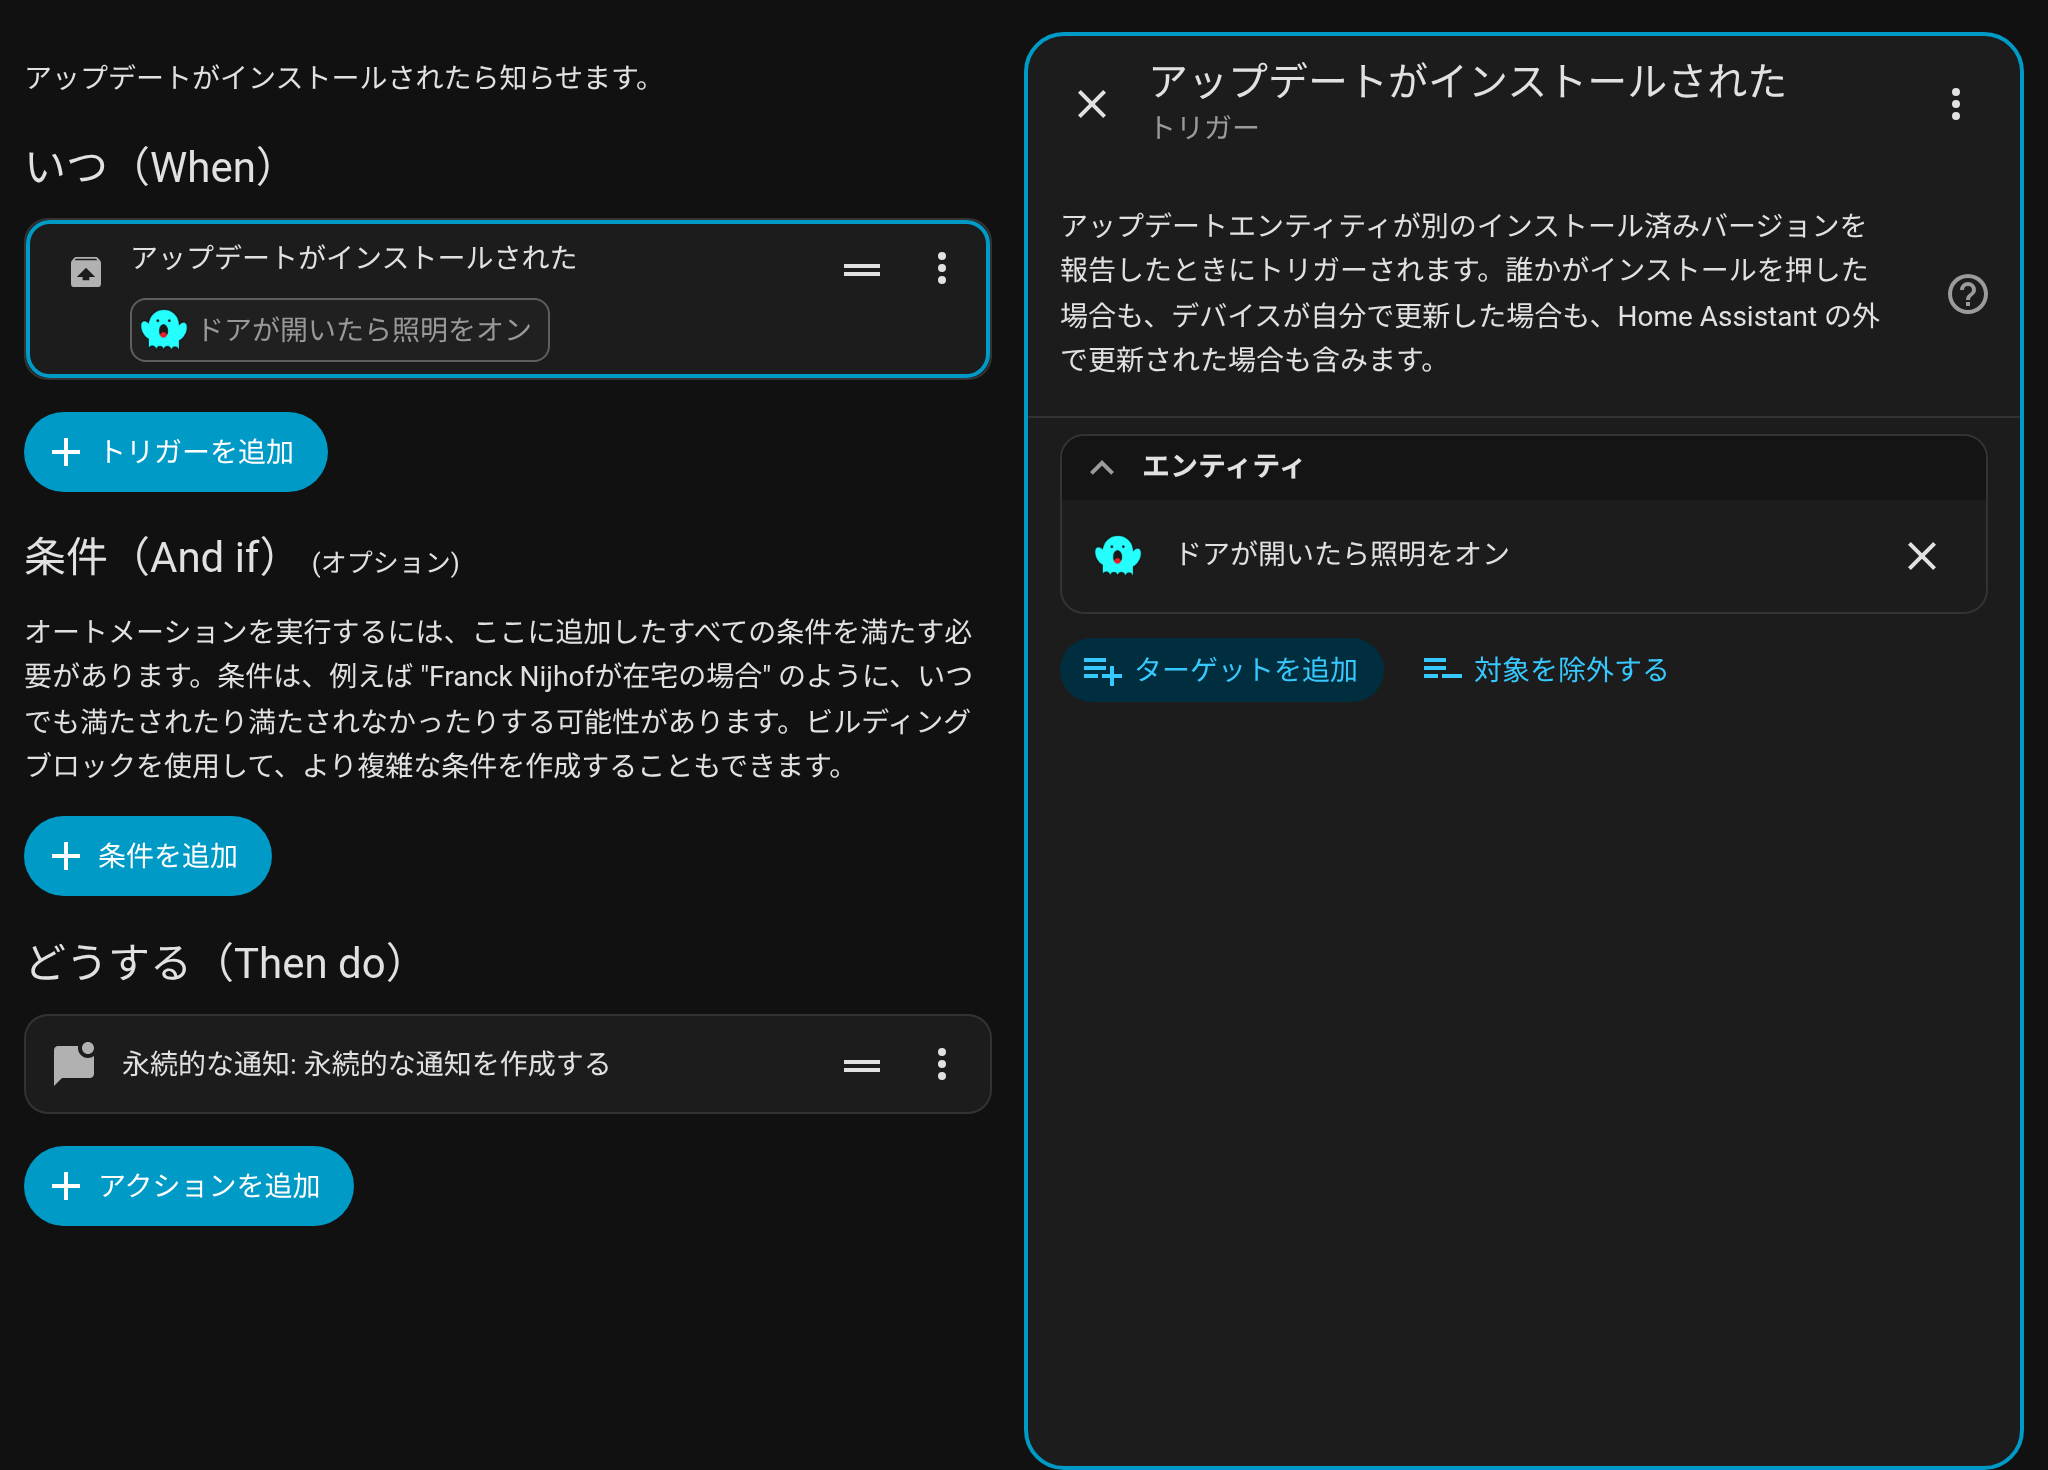 アップデートがインストールされたら知らせます。
いつ（When）
アップデートがインストールされた
ドアが開いたら照明をオン
トリガーを追加
条件（And if） (オプション)
オートメーションを実行するには、ここに追加したすべての条件を満たす必
要があります。条件は、例えば "Franck Nijhofが在宅の場合" のように、いつ
でも満たされたり満たされなかったりする可能性があります。ビルディング
ブロックを使用して、より複雑な条件を作成することもできます。
条件を追加
どうする（Then do）
永続的な通知: 永続的な通知を作成する
アクションを追加
アップデートがインストールされた
トリガー
アップデートエンティティが別のインストール済みバージョンを
報告したときにトリガーされます。誰かがインストールを押した
場合も、デバイスが自分で更新した場合も、Home Assistant の外
で更新された場合も含みます。
エンティティ
ドアが開いたら照明をオン
ターゲットを追加
対象を除外する